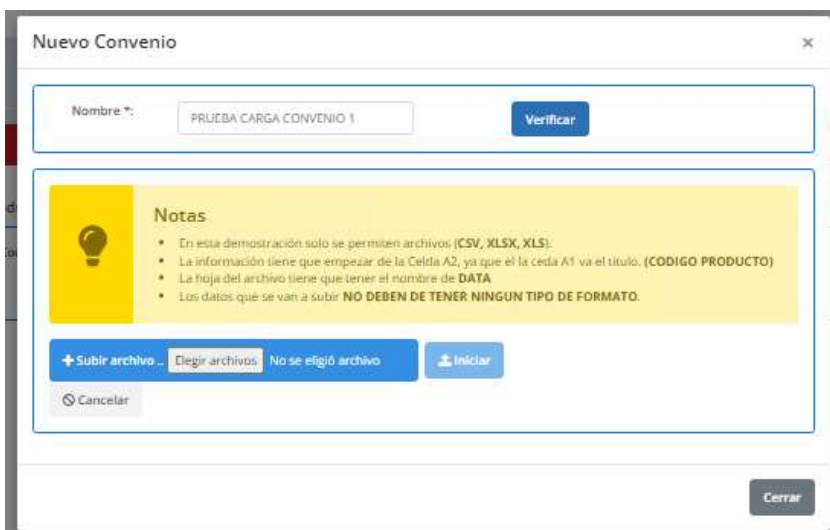 Nuevo Convenio
×
Nombre *:
PRUEBA CARGA CONVENIO 1
Verificar
Notas
En esta demostración solo se permiten archivos (CSV, XLSX, XLS).
La información tiene que empezar de la Celda A2, ya que el la ceda A1 va el titulo. (CODIGO PRODUCTO)
La hoja del archivo tiene que tener el nombre de DATA
Los datos que se van a subir NO DEBEN DE TENER NINGUN TIPO DE FORMATO.
+ Subir archivo .. Elegir archivos No se eligió archivo Iniciar
Cancelar
Cerrar